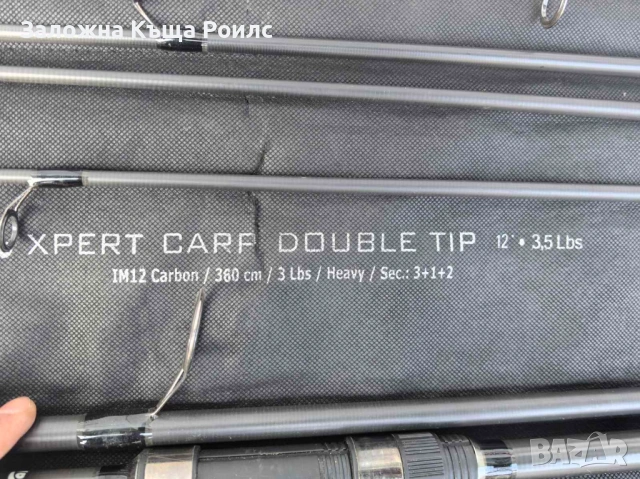 Заложна Къща Роилс
XPERT CARP DOUBLE TIP 12' • 3,5 Lbs
IM12 Carbon / 360 cm / 3 Lbs / Heavy / Sec.: 3+1+2
BAZAR